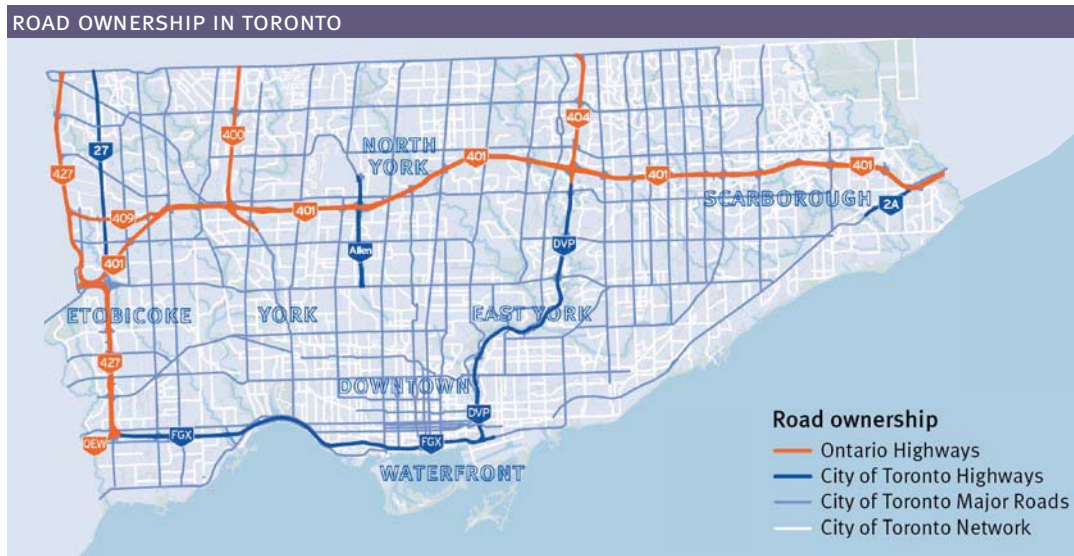 ROAD OWNERSHIP IN TORONTO
400
404
27
NORTH
YORK
401
427
401
401
SCARBOROUGH
2A
409
401
Allen
DVP
401
ETOBICOKE
YORK
EAST YORK
427
DOWNTOWN
DVP
FGX
FGX
QEW
WATERFRONT
Road ownership
Ontario Highways
City of Toronto Highways
City of Toronto Major Roads
City of Toronto Network